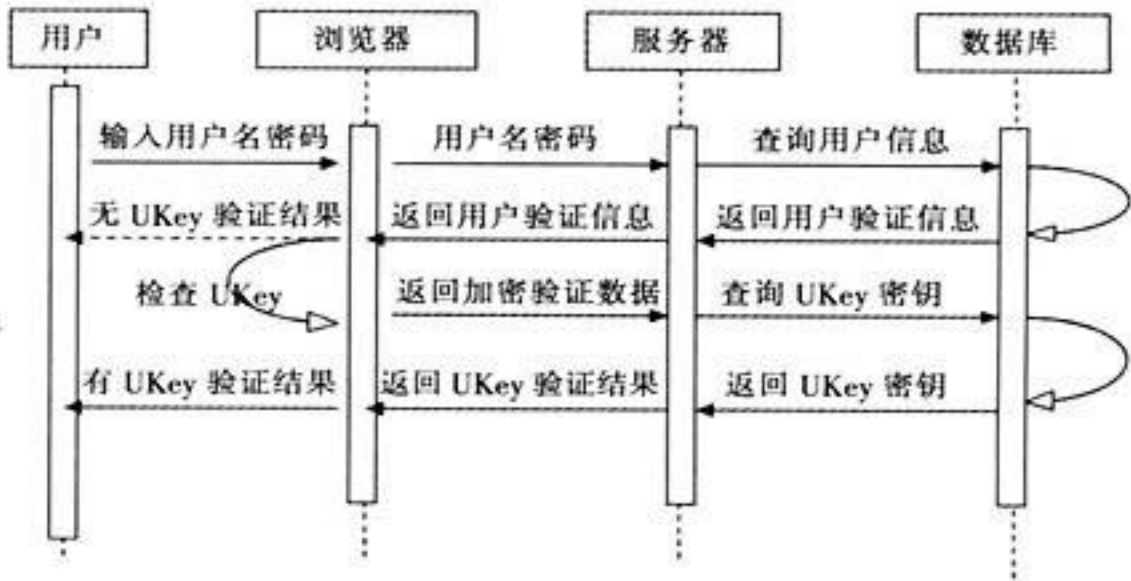 用户 浏览器 服务器 数据库
输入用户名密码 用户名密码 查询用户信息
无 UKey 验证结果 返回用户验证信息 返回用户验证信息
检查 UKey 返回加密验证数据 查询 UKey 密钥
有 UKey 验证结果 返回 UKey 验证结果 返回 UKey 密钥